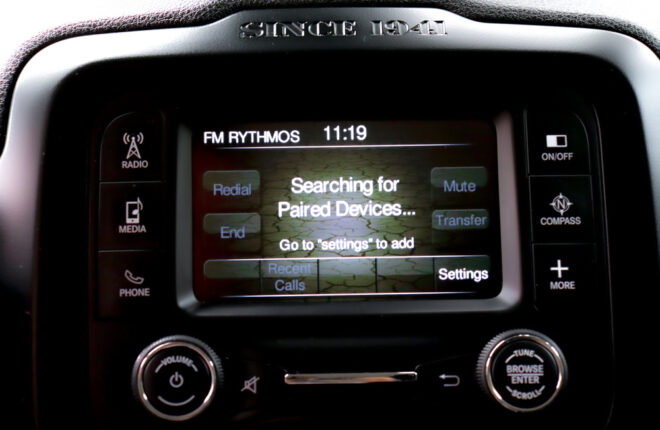 SINCE 1941
FM RYTHMOS 11:19
RADIO
ON/OFF
Redial
Searching for
Paired Devices...
Mute
MEDIA
End
Transfer
N
COMPASS
Go to "settings" to add
PHONE
Recent
Calls
Settings
MORE
VOLUME
TUNE
BROWSE
ENTER
SCROLL